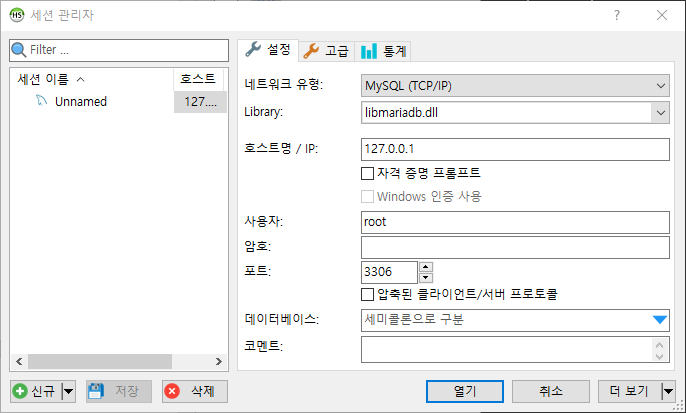 HS 세션 관리자
Filter ...
세션 이름 호스트
Unnamed 127....
설정 고급 통계
네트워크 유형: MySQL (TCP/IP)
Library: libmariadb.dll
호스트명 / IP: 127.0.0.1
자격 증명 프롬프트
Windows 인증 사용
사용자: root
암호:
포트: 3306
압축된 클라이언트/서버 프로토콜
데이터베이스: 세미콜론으로 구분
코멘트:
신규 저장 삭제 열기 취소 더 보기